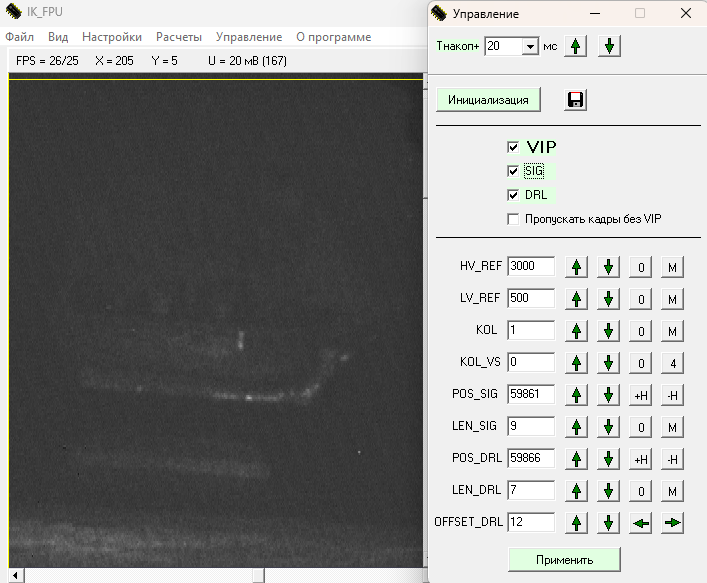 IK_FPU
Файл Вид Настройки Расчеты Управление О программе
FPS = 26/25 X = 205 Y = 5 U = 20 мВ (167)
Управление
Тнакоп+ 20 мс
Инициализация
VIP
SIG
DRL
Пропускать кадры без VIP
HV_REF 3000 0 M
LV_REF 500 0 M
KOL 1 0 M
KOL_VS 0 0 4
POS_SIG 59861 +H -H
LEN_SIG 9 0 M
POS_DRL 59866 +H -H
LEN_DRL 7 0 M
OFFSET_DRL 12
Применить